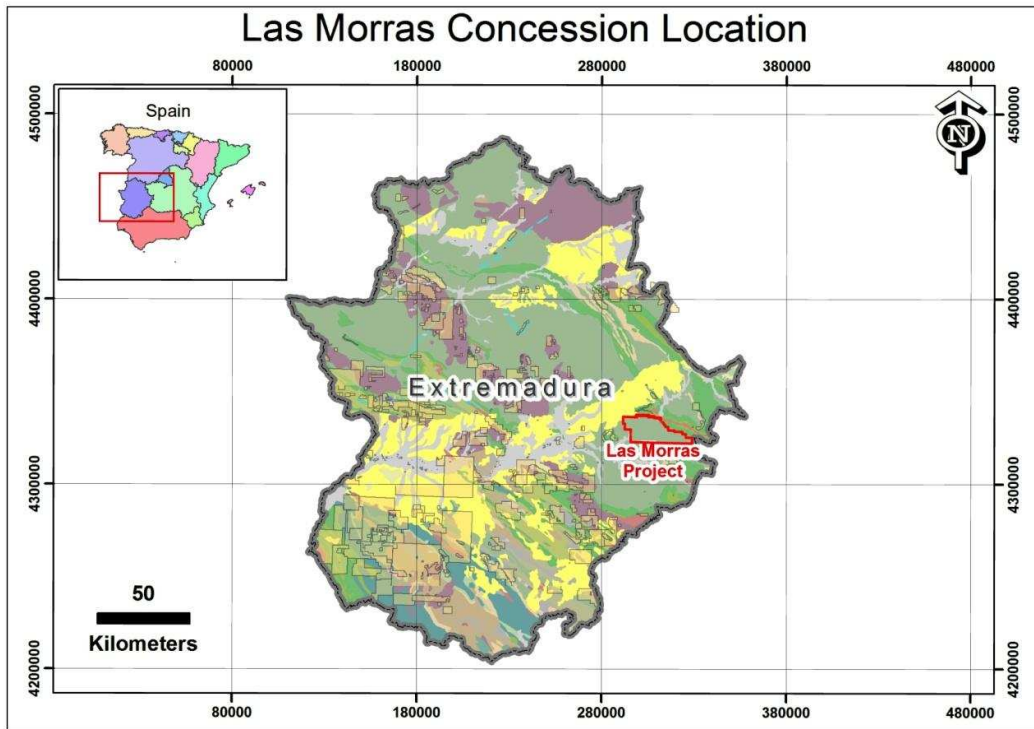 Las Morras Concession Location
80000 180000 280000 380000 480000
Spain
N
4500000 4500000
4400000 4400000
Extremadura
Las Morras
Project
4300000 4300000
50
Kilometers
4200000 4200000
80000 180000 280000 380000 480000